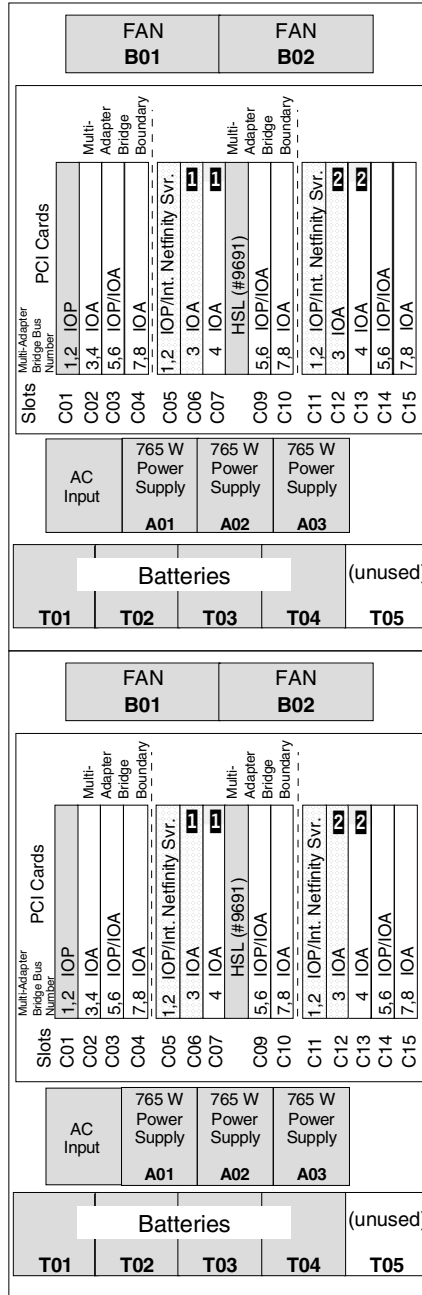 FAN
B01
FAN
B02
Multi-Adapter
Bridge Bus
Number
Slots
PCI Cards
Multi-
Adapter
Bridge
Boundary
Multi-
Adapter
Bridge
Boundary
C01 1,2 IOP
C02 3,4 IOA
C03 5,6 IOP/IOA
C04 7,8 IOA
C05 1,2 IOP/Int. Netfinity Svr.
C06 3 IOA 1
C07 4 IOA 1
HSL (#9691)
C09 5,6 IOP/IOA
C10 7,8 IOA
C11 1,2 IOP/Int. Netfinity Svr.
C12 3 IOA 2
C13 4 IOA 2
C14 5,6 IOP/IOA
C15 7,8 IOA
AC
Input
765 W
Power
Supply
A01
765 W
Power
Supply
A02
765 W
Power
Supply
A03
Batteries
(unused)
T01 T02 T03 T04 T05
FAN
B01
FAN
B02
Multi-Adapter
Bridge Bus
Number
Slots
PCI Cards
Multi-
Adapter
Bridge
Boundary
Multi-
Adapter
Bridge
Boundary
C01 1,2 IOP
C02 3,4 IOA
C03 5,6 IOP/IOA
C04 7,8 IOA
C05 1,2 IOP/Int. Netfinity Svr.
C06 3 IOA 1
C07 4 IOA 1
HSL (#9691)
C09 5,6 IOP/IOA
C10 7,8 IOA
C11 1,2 IOP/Int. Netfinity Svr.
C12 3 IOA 2
C13 4 IOA 2
C14 5,6 IOP/IOA
C15 7,8 IOA
AC
Input
765 W
Power
Supply
A01
765 W
Power
Supply
A02
765 W
Power
Supply
A03
Batteries
(unused)
T01 T02 T03 T04 T05